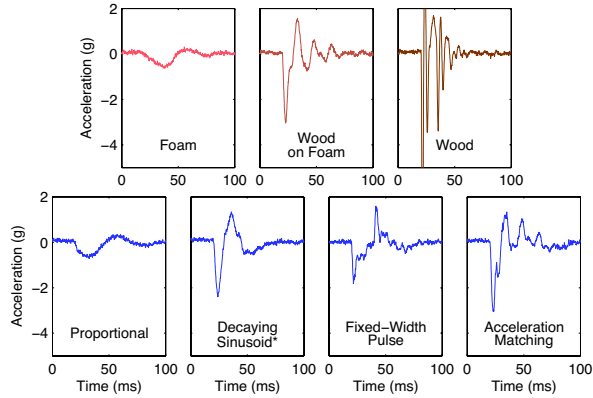 2
0
−2
−4
Acceleration (g)
Foam
0 50 100
Wood
on Foam
0 50 100
Wood
0 50 100
2
0
−2
−4
Acceleration (g)
Proportional
0 50 100
Time (ms)
Decaying
Sinusoid*
0 50 100
Time (ms)
Fixed−Width
Pulse
0 50 100
Time (ms)
Acceleration
Matching
0 50 100
Time (ms)